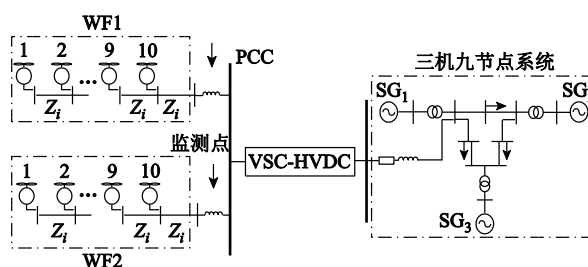 WF1
1 2 ... 9 10
Z_i Z_i Z_i
PCC
监测点
VSC-HVDC
1 2 ... 9 10
Z_i Z_i Z_i
WF2
三机九节点系统
SG₁
SG
SG₃